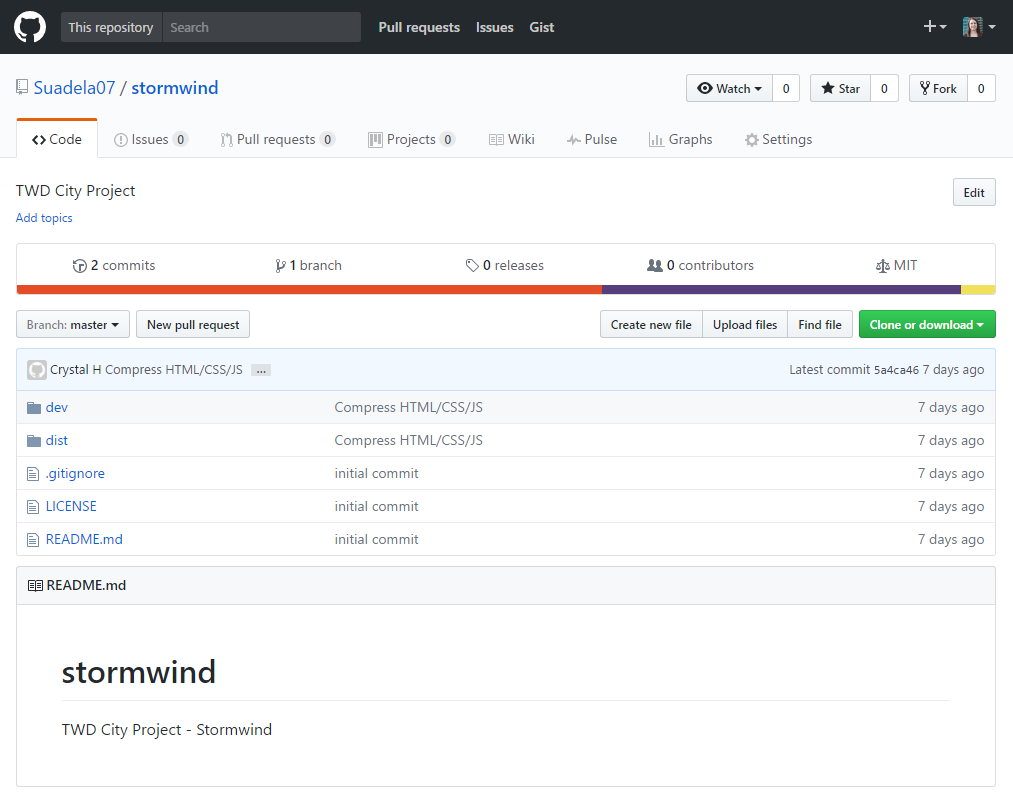 This repository Search Pull requests Issues Gist
Suadela07 / stormwind Watch 0 Star 0 Fork 0
Code Issues 0 Pull requests 0 Projects 0 Wiki Pulse Graphs Settings
TWD City Project Edit
Add topics
2 commits 1 branch 0 releases 0 contributors MIT
Branch: master New pull request Create new file Upload files Find file Clone or download
Crystal H Compress HTML/CSS/JS ... Latest commit 5a4ca46 7 days ago
dev Compress HTML/CSS/JS 7 days ago
dist Compress HTML/CSS/JS 7 days ago
.gitignore initial commit 7 days ago
LICENSE initial commit 7 days ago
README.md initial commit 7 days ago
README.md
stormwind
TWD City Project - Stormwind